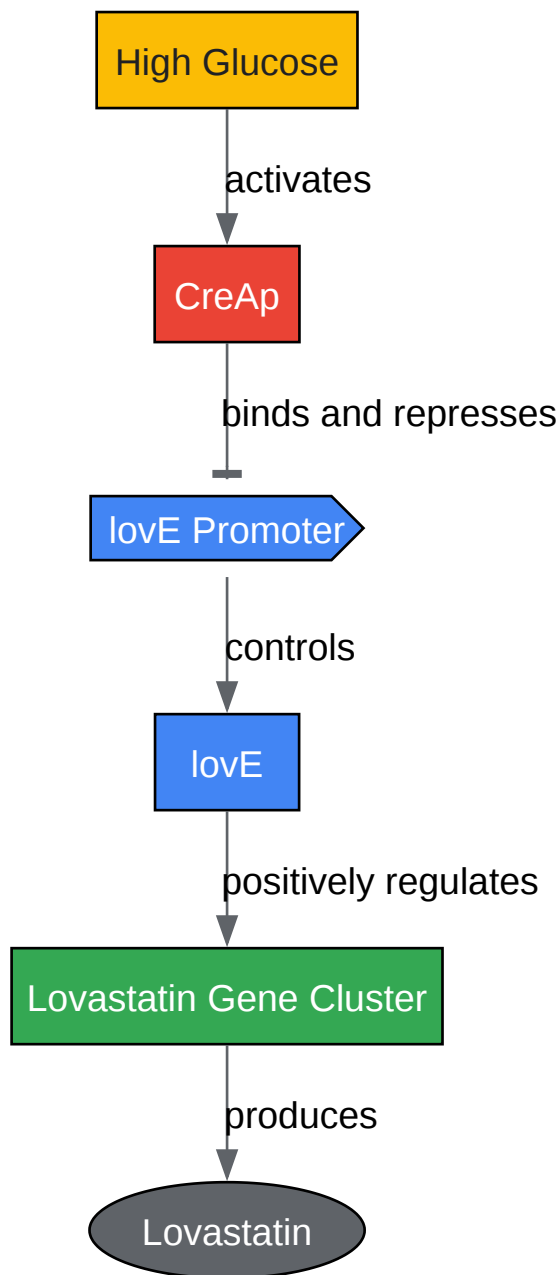 High Glucose
activates
CreAp
binds and represses
lovE Promoter
controls
lovE
positively regulates
Lovastatin Gene Cluster
produces
Lovastatin